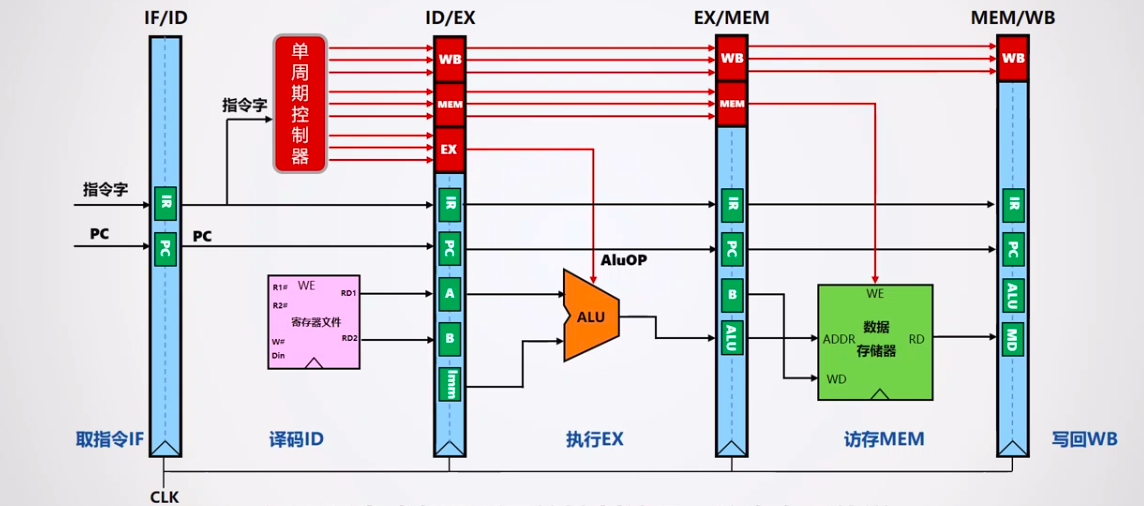 IF/ID
ID/EX
EX/MEM
MEM/WB
单周期控制器
WB
MEM
EX
WB
MEM
WB
指令字
指令字
IR
IR
IR
IR
PC
PC
PC
PC
PC
PC
AluOP
R1#
WE
RD1
R2#
寄存器文件
W#
RD2
Din
A
B
Imm
ALU
B
ALU
WE
数据
存储器
ADDR
RD
WD
ALU
MD
取指令IF
译码ID
执行EX
访存MEM
写回WB
CLK